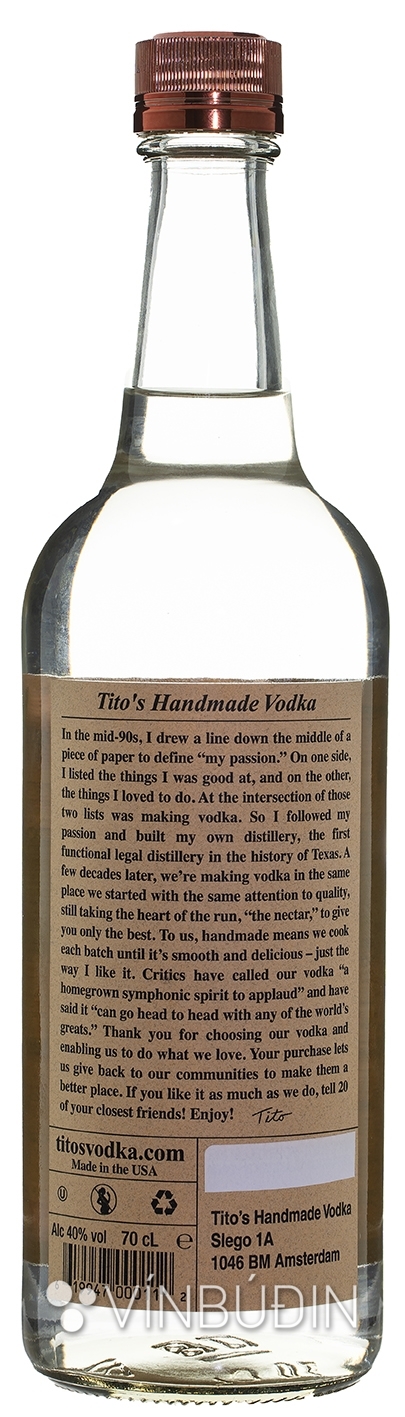 Tito's Handmade Vodka
In the mid-90s, I drew a line down the middle of a
piece of paper to define “my passion.” On one side,
I listed the things I was good at, and on the other,
the things I loved to do. At the intersection of those
two lists was making vodka. So I followed my
passion and built my own distillery, the first
functional legal distillery in the history of Texas. A
few decades later, we’re making vodka in the same
place we started with the same attention to quality,
still taking the heart of the run, “the nectar,” to give
you only the best. To us, handmade means we cook
each batch until it’s smooth and delicious – just the
way I like it. Critics have called our vodka “a
homegrown symphonic spirit to applaud” and have
said it “can go head to head with any of the world’s
greats.” Thank you for choosing our vodka and
enabling us to do what we love. Your purchase lets
us give back to our communities to make them a
better place. If you like it as much as we do, tell 20
of your closest friends! Enjoy! Tito
titosvodka.com
Made in the USA
U
Alc 40% vol 70 cL e
Tito's Handmade Vodka
Slego 1A
1046 BM Amsterdam
VÍNBÚÐIN